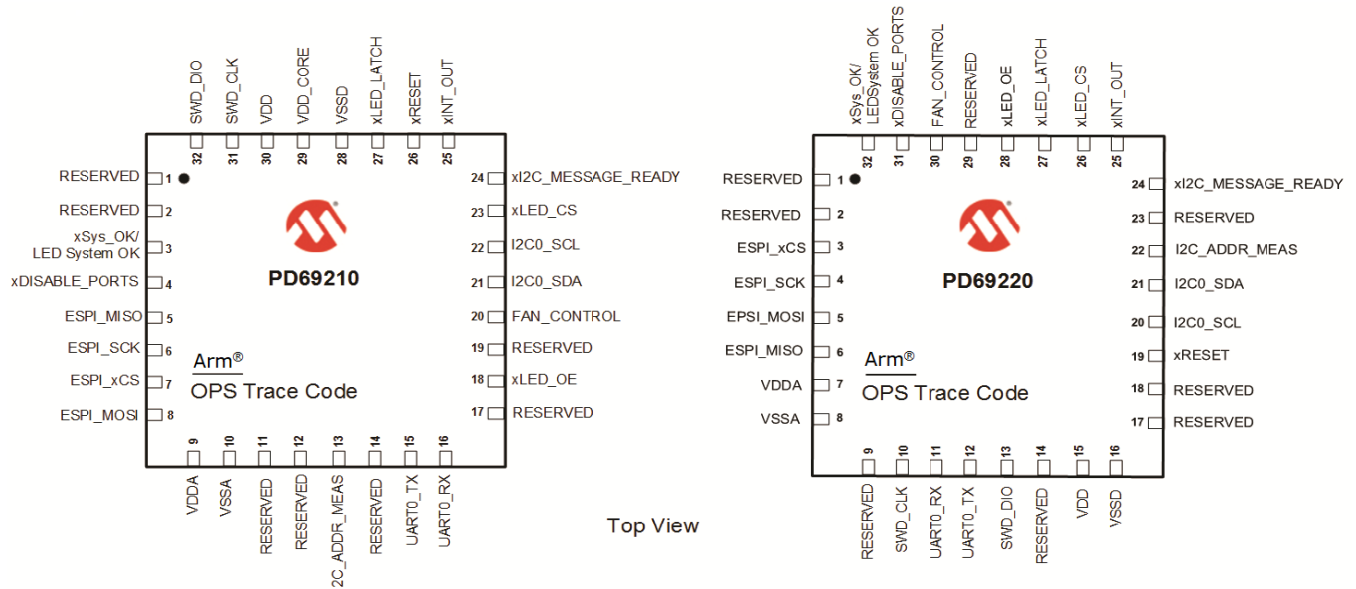 SWD_DIO
SWD_CLK
VDD
VDD_CORE
VSSD
xLED_LATCH
xRESET
xINT_OUT
32
31
30
29
28
27
26
25
RESERVED
1
RESERVED
2
xSys_OK/
LED System OK
3
xDISABLE_PORTS
4
ESPI_MISO
5
ESPI_SCK
6
ESPI_xCS
7
ESPI_MOSI
8
PD69210
Arm®
OPS Trace Code
24
xI2C_MESSAGE_READY
23
xLED_CS
22
I2C0_SCL
21
I2C0_SDA
20
FAN_CONTROL
19
RESERVED
18
xLED_OE
17
RESERVED
9
10
11
12
13
14
15
16
VDDA
VSSA
RESERVED
RESERVED
2C_ADDR_MEAS
RESERVED
UART0_TX
UART0_RX
Top View
xSys_OK/
LEDSystem OK
xDISABLE_PORTS
FAN_CONTROL
RESERVED
xLED_OE
xLED_LATCH
xLED_CS
xINT_OUT
32
31
30
29
28
27
26
25
RESERVED
1
RESERVED
2
ESPI_xCS
3
ESPI_SCK
4
EPSI_MOSI
5
ESPI_MISO
6
VDDA
7
VSSA
8
PD69220
Arm®
OPS Trace Code
24
xI2C_MESSAGE_READY
23
RESERVED
22
I2C_ADDR_MEAS
21
I2C0_SDA
20
I2C0_SCL
19
xRESET
18
RESERVED
17
RESERVED
9
10
11
12
13
14
15
16
RESERVED
SWD_CLK
UART0_RX
UART0_TX
SWD_DIO
RESERVED
VDD
VSSD